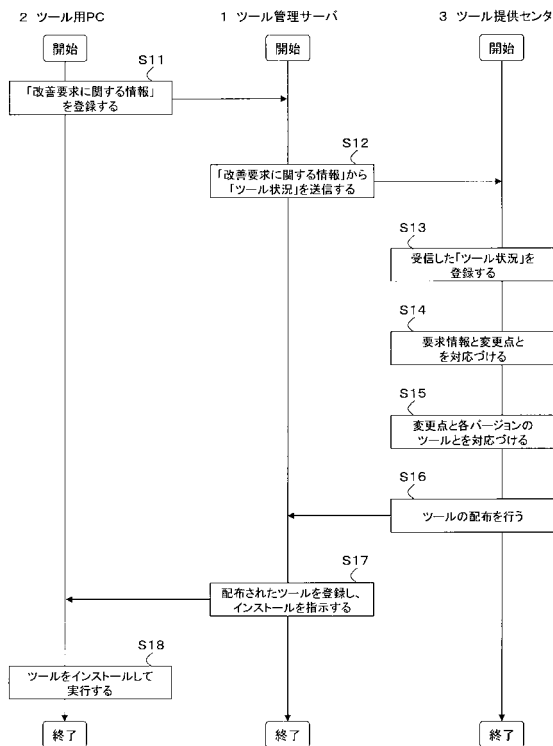 2 ツール用PC
1 ツール管理サーバ
3 ツール提供センタ
開始
開始
開始
S11
「改善要求に関する情報」
を登録する
S12
「改善要求に関する情報」から
「ツール状況」を送信する
S13
受信した「ツール状況」を
登録する
S14
要求情報と変更点と
を対応づける
S15
変更点と各バージョンの
ツールとを対応づける
S16
ツールの配布を行う
S17
配布されたツールを登録し、
インストールを指示する
S18
ツールをインストールして
実行する
終了
終了
終了